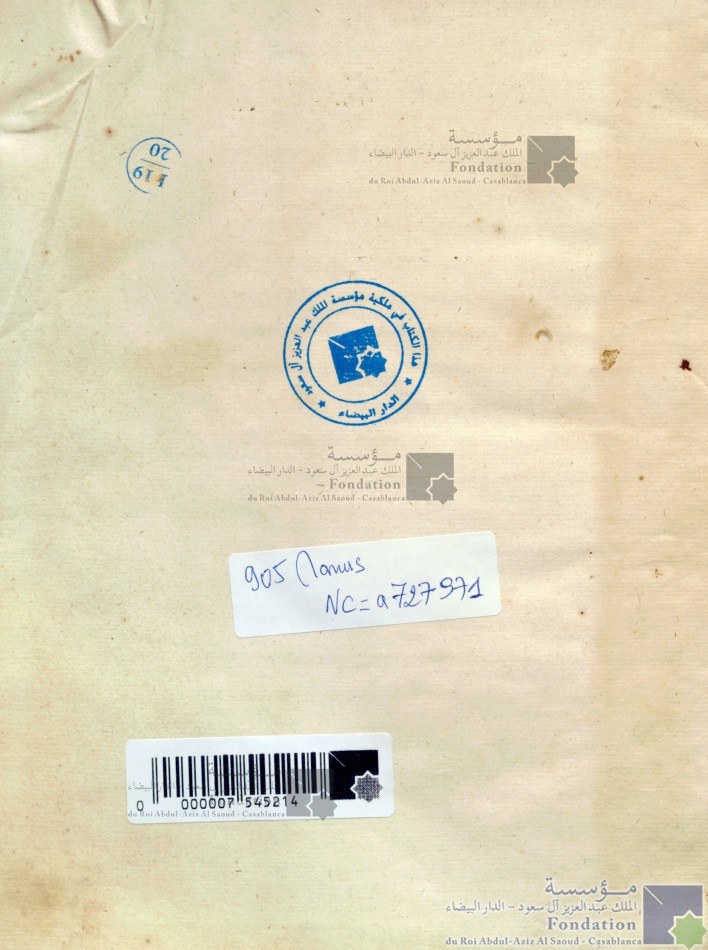 مؤسسة
الملك عبد العزيز آل سعود - الدار البيضاء
Fondation
du Roi Abdul-Aziz Al Saoud - Casablanca
19
20
هذا الكتاب في ملكية مؤسسة الملك عبد العزيز آل سعود
★ الدار البيضاء ★
مؤسسة
الملك عبد العزيز آل سعود - الدار البيضاء
Fondation
du Roi Abdul-Aziz Al Saoud - Casablanca
905 Manus
NC = a727971
0 000007 545214
du Roi Abdul-Aziz Al Saoud - Casablanca
مؤسسة
الملك عبد العزيز آل سعود - الدار البيضاء
Fondation
du Roi Abdul-Aziz Al Saoud - Casablanca